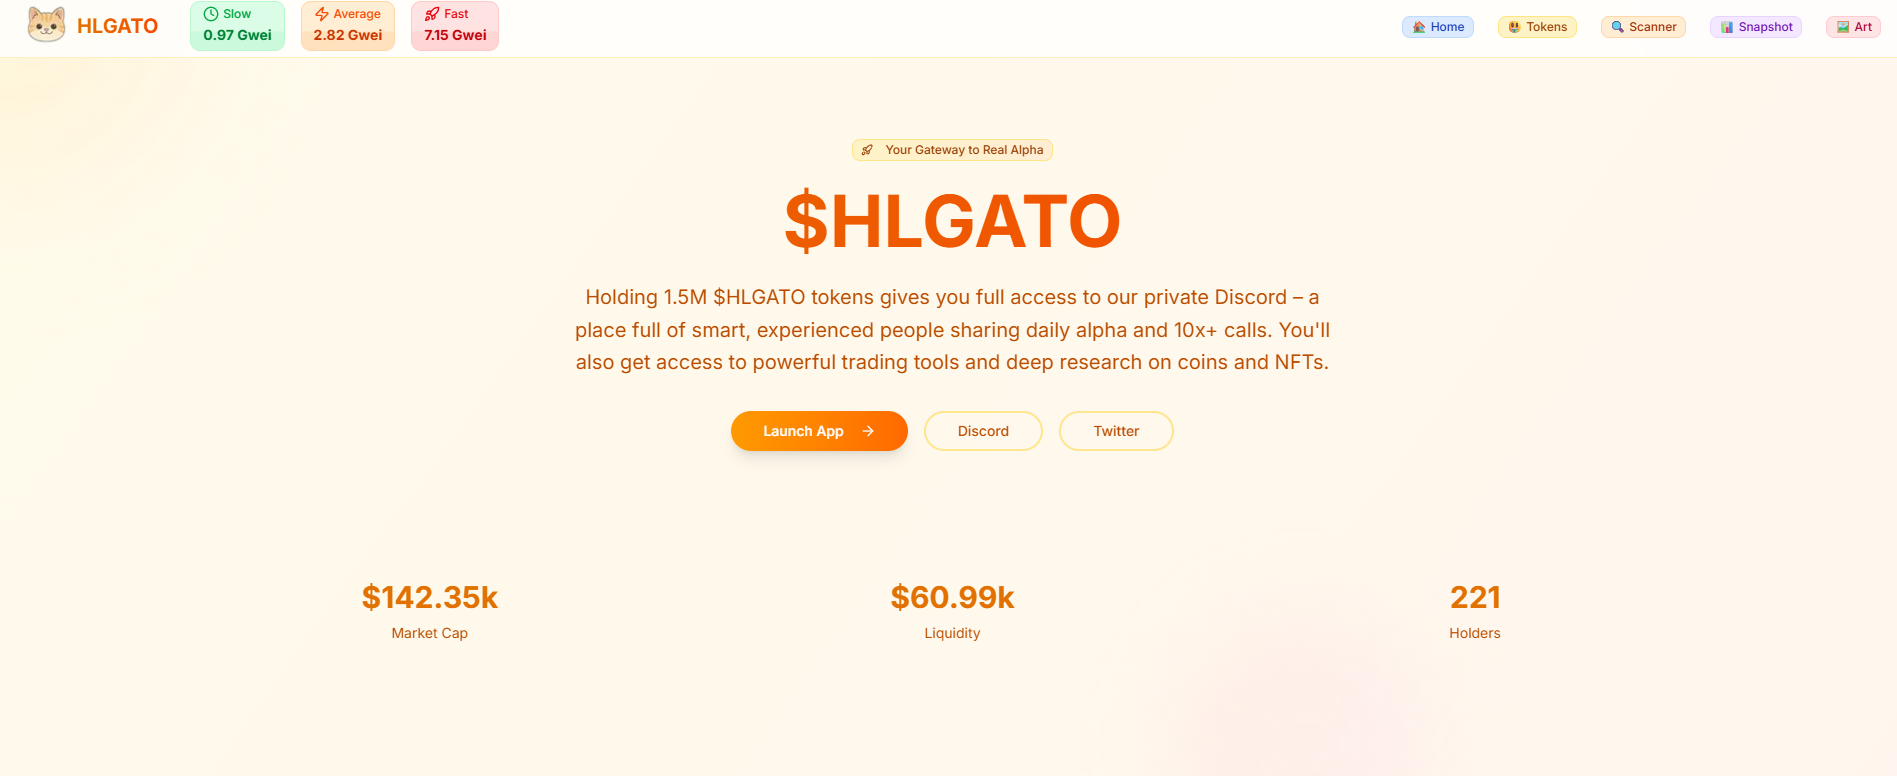 HLGATO
Slow
0.97 Gwei
Average
2.82 Gwei
Fast
7.15 Gwei
Home
Tokens
Scanner
Snapshot
Art
Your Gateway to Real Alpha
$HLGATO
Holding 1.5M $HLGATO tokens gives you full access to our private Discord – a
place full of smart, experienced people sharing daily alpha and 10x+ calls. You'll
also get access to powerful trading tools and deep research on coins and NFTs.
Launch App →
Discord
Twitter
$142.35k
Market Cap
$60.99k
Liquidity
221
Holders